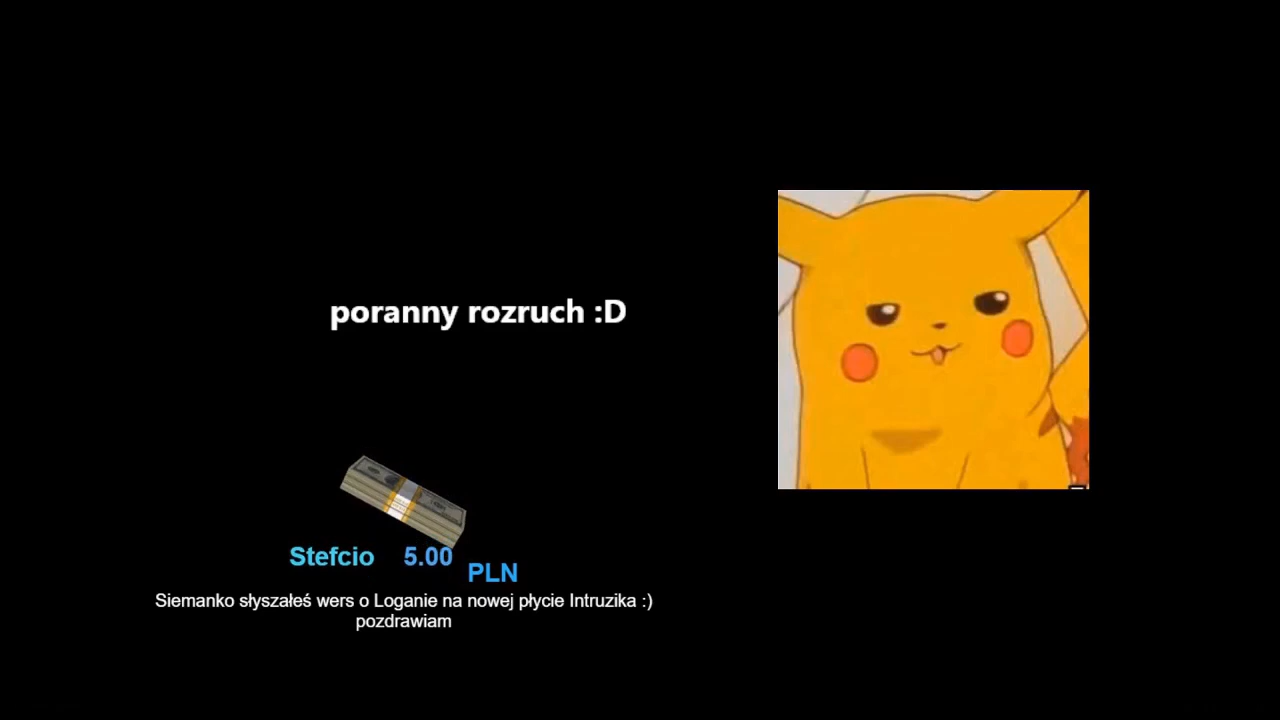 poranny rozruch :D
Stefcio 5.00 PLN
Siemanko słyszałeś wers o Loganie na nowej płycie Intruzika :)
pozdrawiam